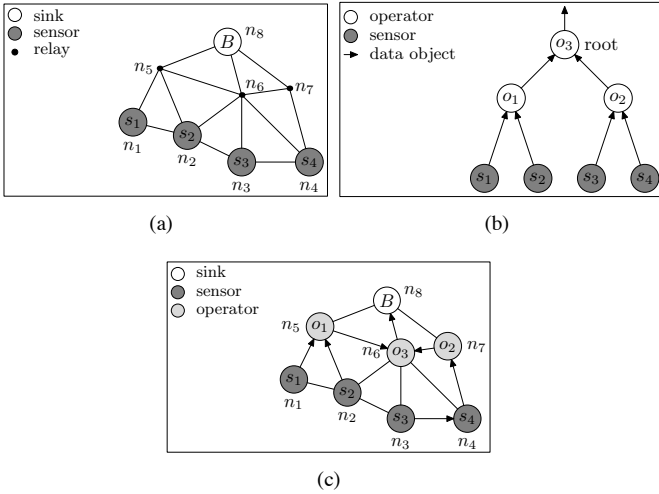 sink
sensor
relay
B
n8
n5
n6
n7
s1
s2
s3
s4
n1
n2
n3
n4
(a)
operator
sensor
data object
o3 root
o1
o2
s1
s2
s3
s4
(b)
sink
sensor
operator
B
n8
n5
o1
n6
o3
o2
n7
s1
s2
s3
s4
n1
n2
n3
n4
(c)